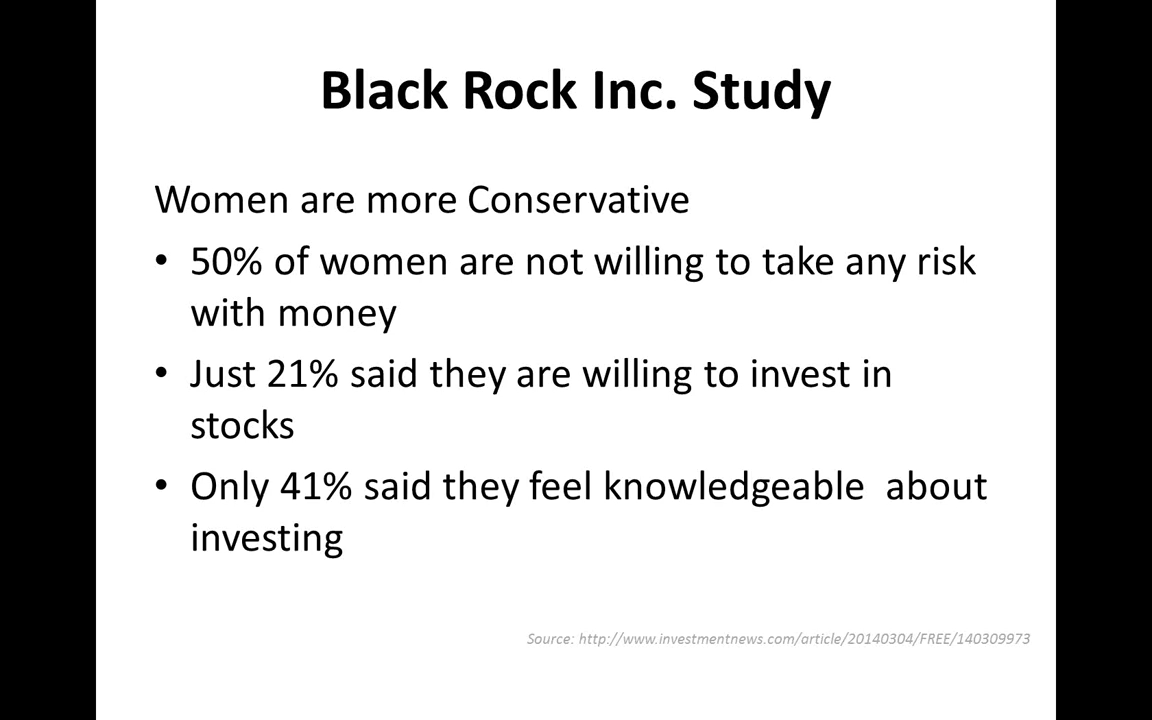 Black Rock Inc. Study
Women are more Conservative
• 50% of women are not willing to take any risk
with money
• Just 21% said they are willing to invest in
stocks
• Only 41% said they feel knowledgeable  about
investing
Source: http://www.investmentnews.com/article/20140304/FREE/140309973